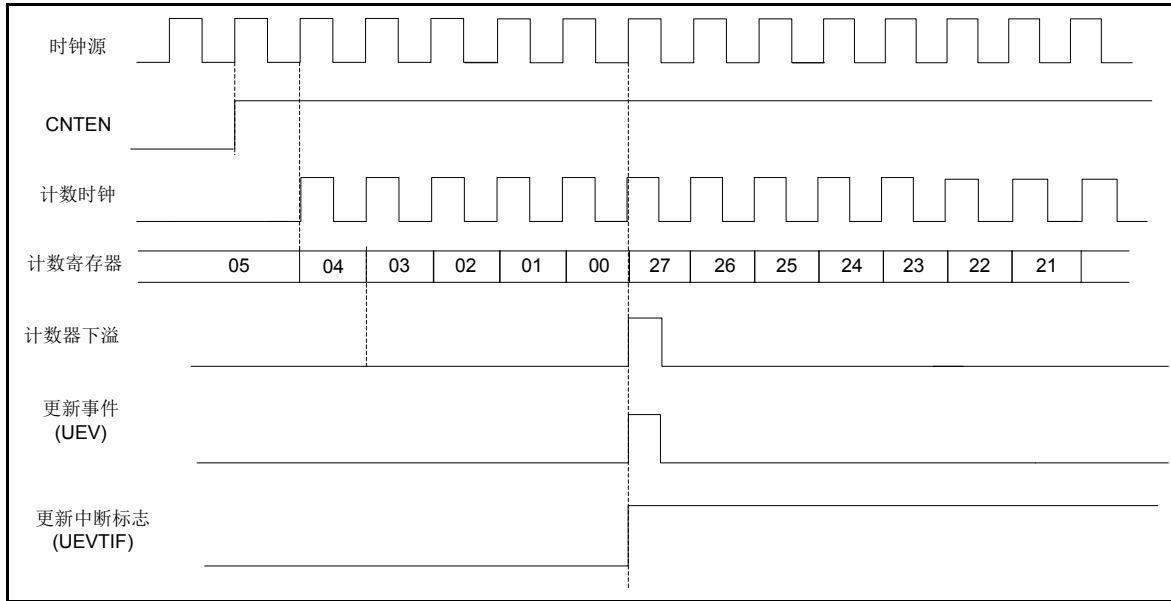 时钟源
CNTEN
计数时钟
计数寄存器 05 04 03 02 01 00 27 26 25 24 23 22 21
计数器下溢
更新事件
(UEV)
更新中断标志
(UEVTIF)